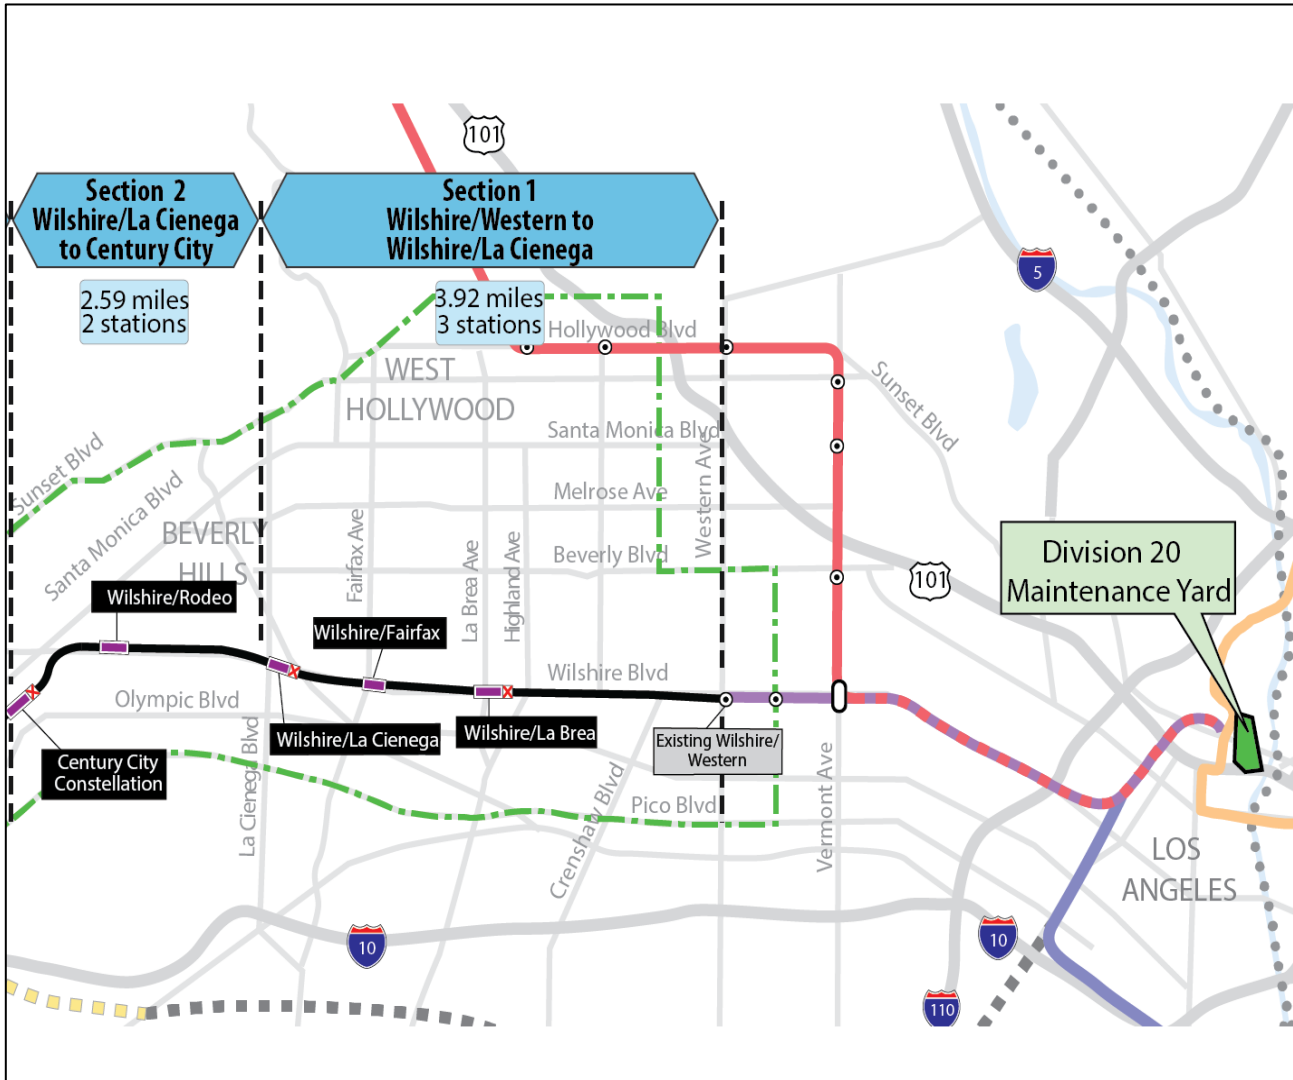 101
Section 2
Wilshire/La Cienega
to Century City
Section 1
Wilshire/Western to
Wilshire/La Cienega
5
2.59 miles
2 stations
3.92 miles
3 stations
Hollywood Blvd
WEST
HOLLYWOOD
Sunset Blvd
Santa Monica Blvd
Western Ave
Sunset Blvd
Santa Monica Blvd
Melrose Ave
BEVERLY
HILLS
Fairfax Ave
La Brea Ave
Highland Ave
Beverly Blvd
101
Division 20
Maintenance Yard
Wilshire/Rodeo
Wilshire/Fairfax
Wilshire Blvd
Olympic Blvd
La Cienega Blvd
Wilshire/La Cienega
Wilshire/La Brea
Existing Wilshire/
Western
Century City
Constellation
Crenshaw Blvd
Pico Blvd
Vermont Ave
LOS
ANGELES
10
10
110